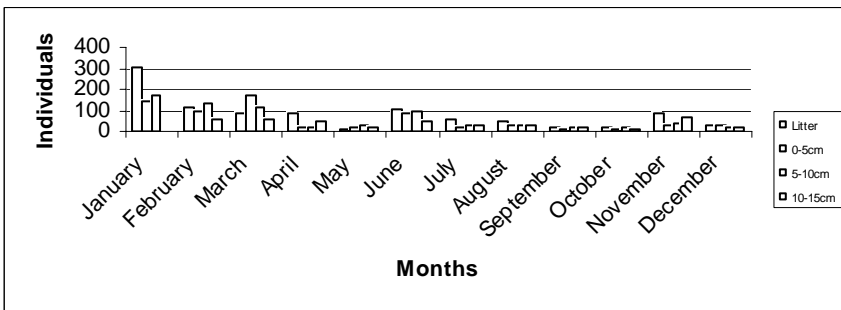 Individuals
400
300
200
100
0
January
February
March
April
May
June
July
August
September
October
November
December
Months
Litter
0-5cm
5-10cm
10-15cm